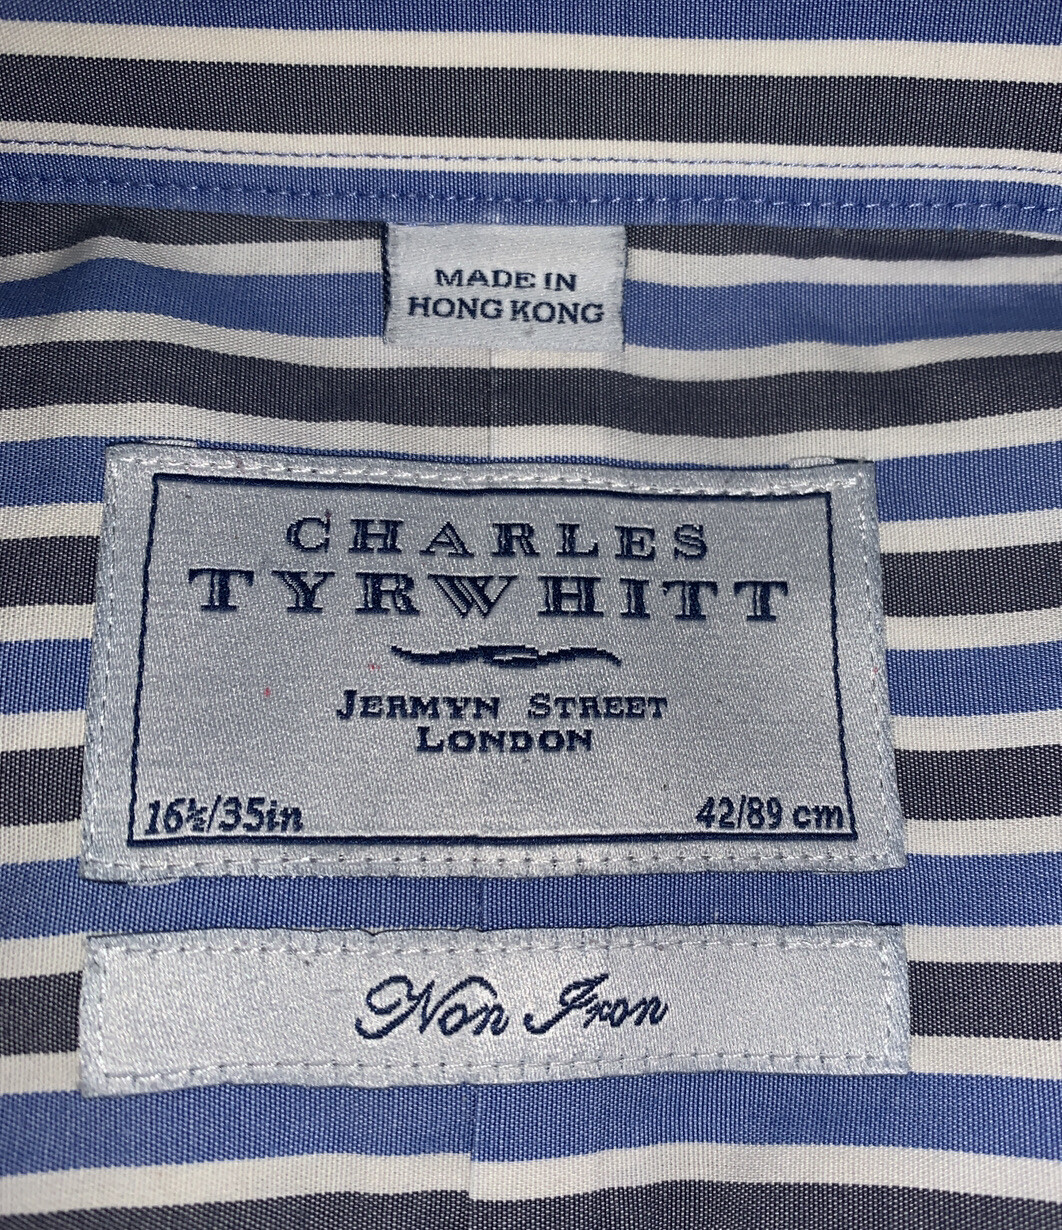 MADE IN
HONG KONG
CHARLES
TYRWHITT
JERMYN STREET
LONDON
16½/35in
42/89 cm
Non Iron